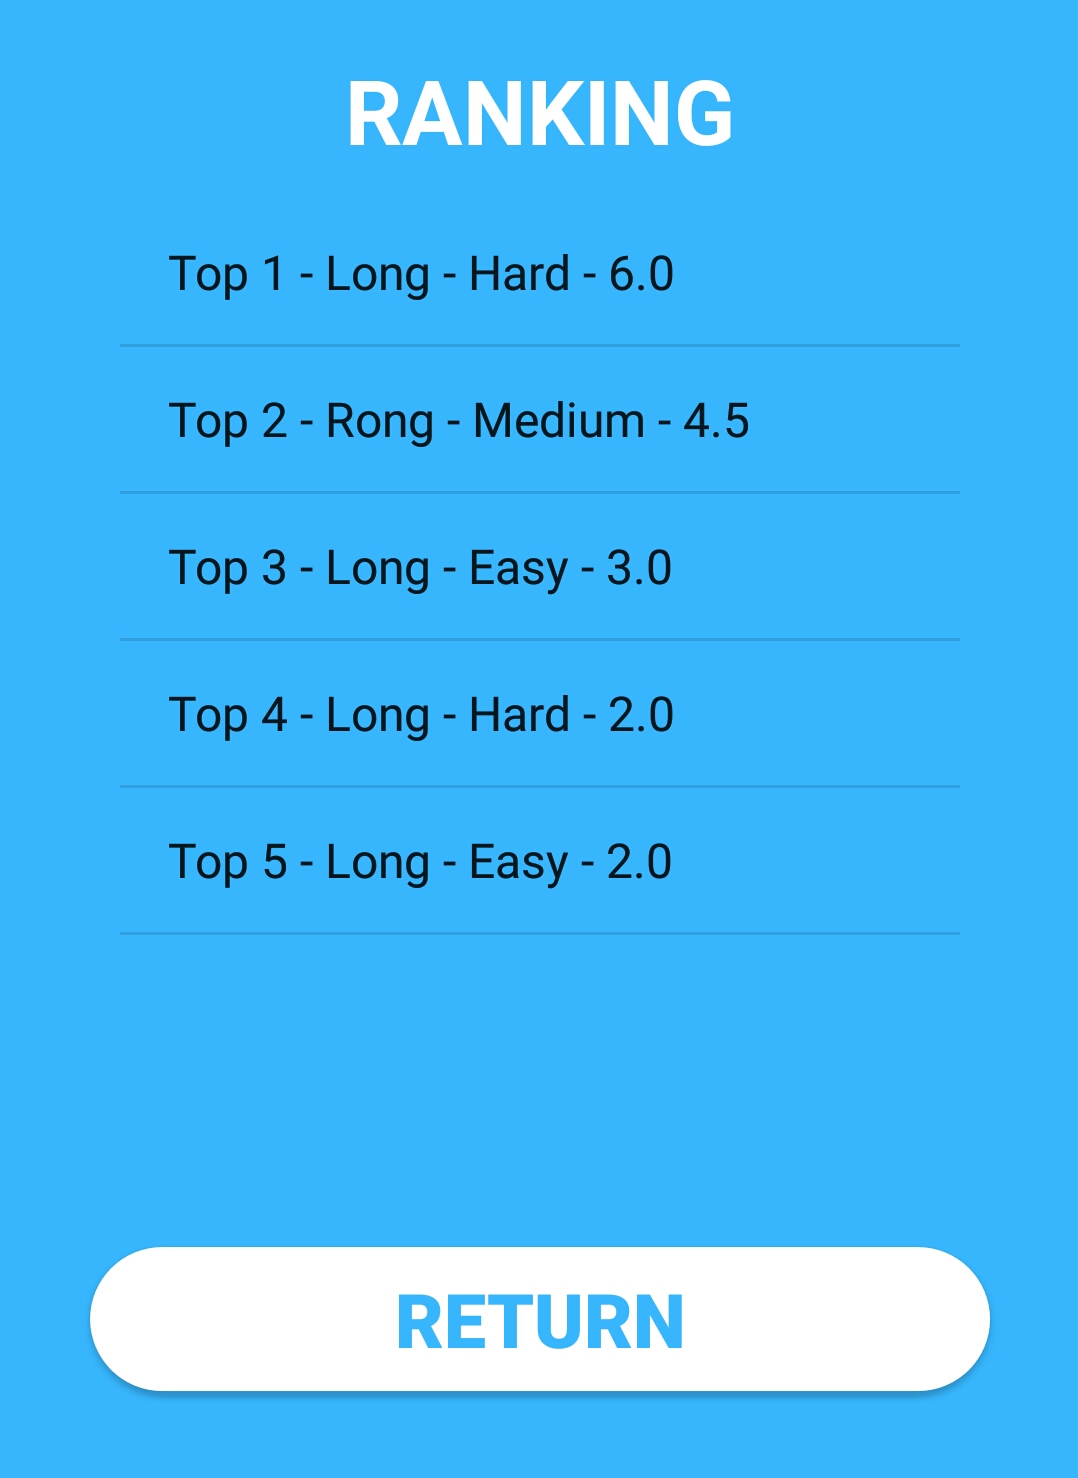 RANKING
Top 1 - Long - Hard - 6.0
Top 2 - Rong - Medium - 4.5
Top 3 - Long - Easy - 3.0
Top 4 - Long - Hard - 2.0
Top 5 - Long - Easy - 2.0
RETURN